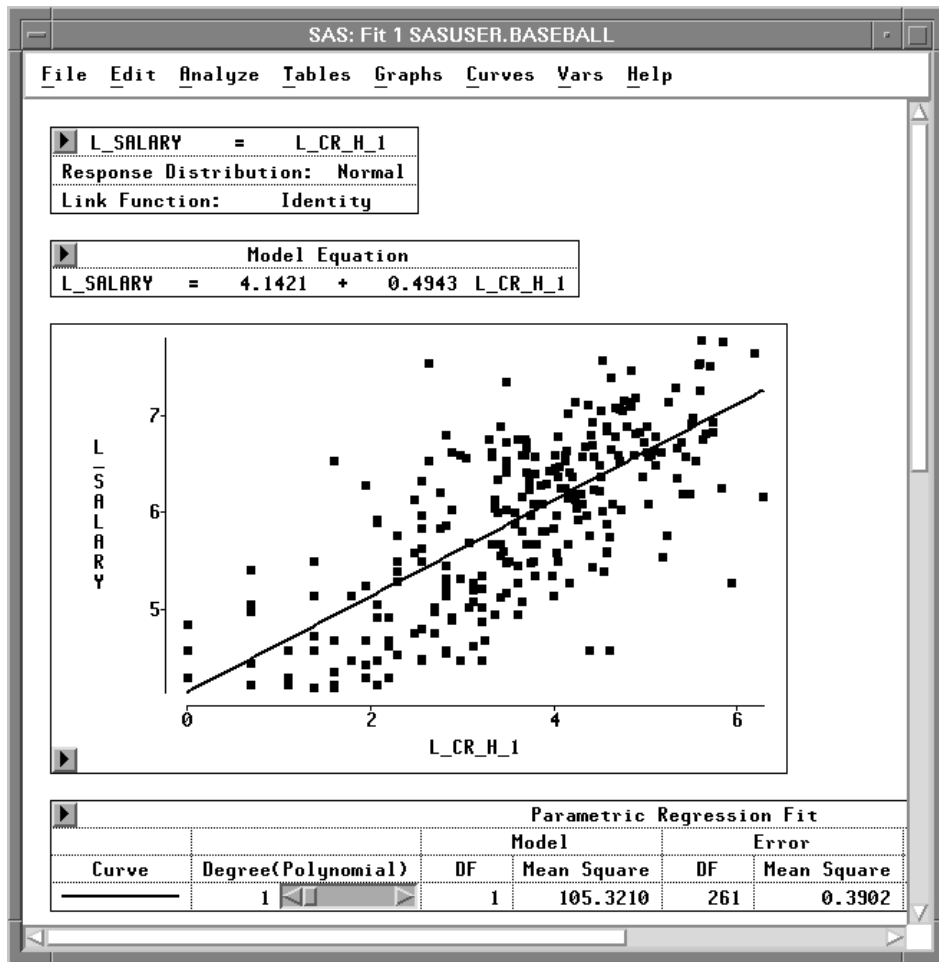 SAS: Fit 1 SASUSER.BASEBALL
File Edit Analyze Tables Graphs Curves Vars Help
L_SALARY = L_CR_H_1
Response Distribution: Normal
Link Function: Identity
Model Equation
L_SALARY = 4.1421 + 0.4943 L_CR_H_1
L_SALARY
7
6
5
0 2 4 6
L_CR_H_1
Parametric Regression Fit
Model Error
Curve Degree(Polynomial) DF Mean Square DF Mean Square
1 1 105.3210 261 0.3902